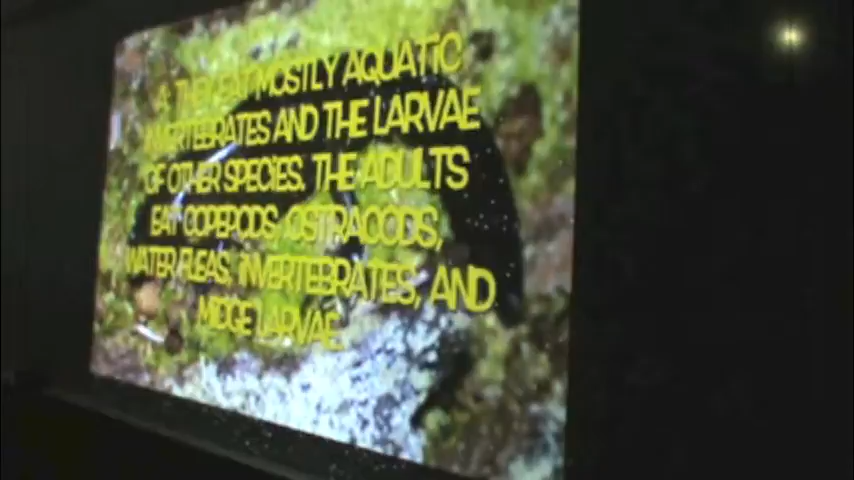 A: THEY EAT MOSTLY AQUATIC
INVERTEBRATES AND THE LARVAE
OF OTHER SPECIES. THE ADULTS
EAT COPEPODS, OSTRACODS,
WATER FLEAS, INVERTEBRATES, AND
MIDGE LARVAE.